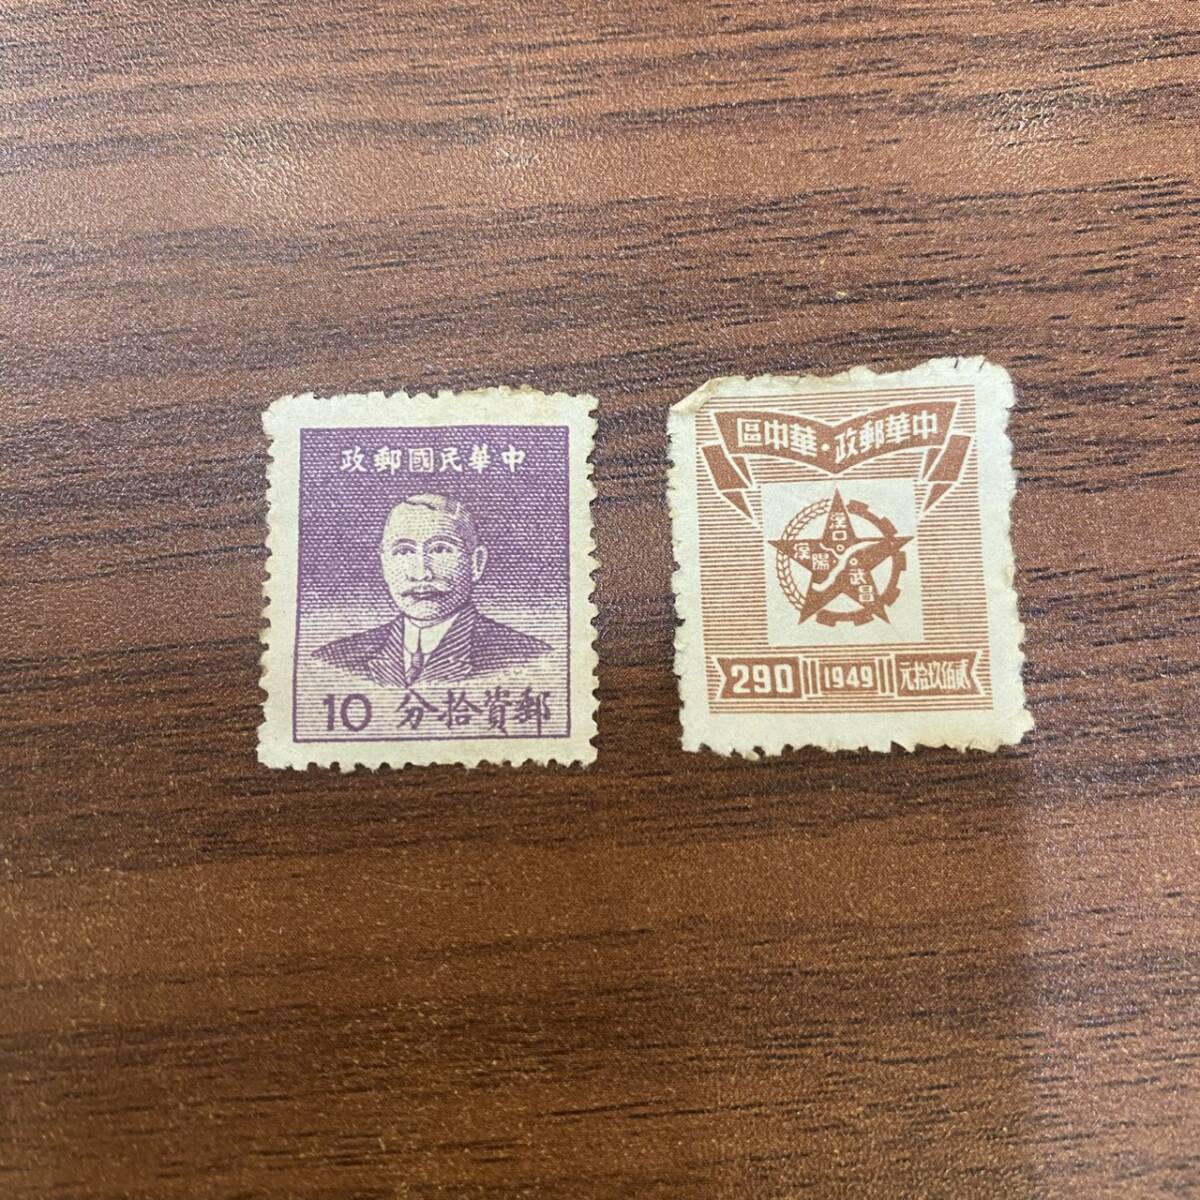 中華民國郵政
10 郵資拾分
中華郵政·華中區
漢口
漢陽
武昌
290 1949 貳佰玖拾元